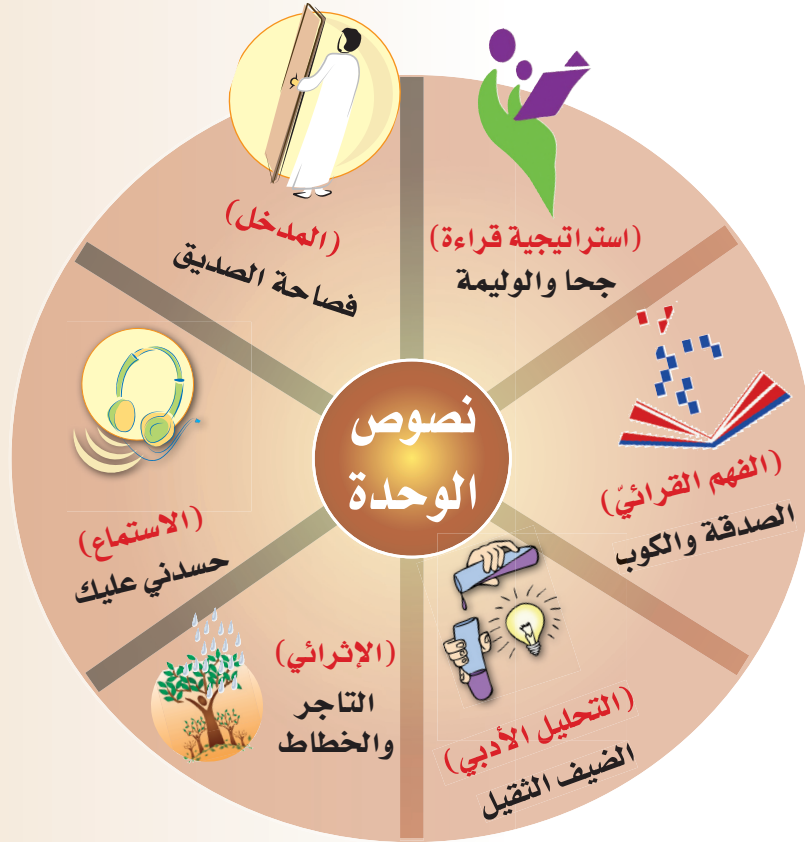 (المدخل)
فصاحة الصديق
(استراتيجية قراءة)
جحا والوليمة
(الفهم القرائيّ)
الصدقة والكوب
(التحليل الأدبي)
الضيف الثقيل
(الإثرائي)
التاجر
والخطاط
(الاستماع)
حسدني عليك
نصوص
الوحدة